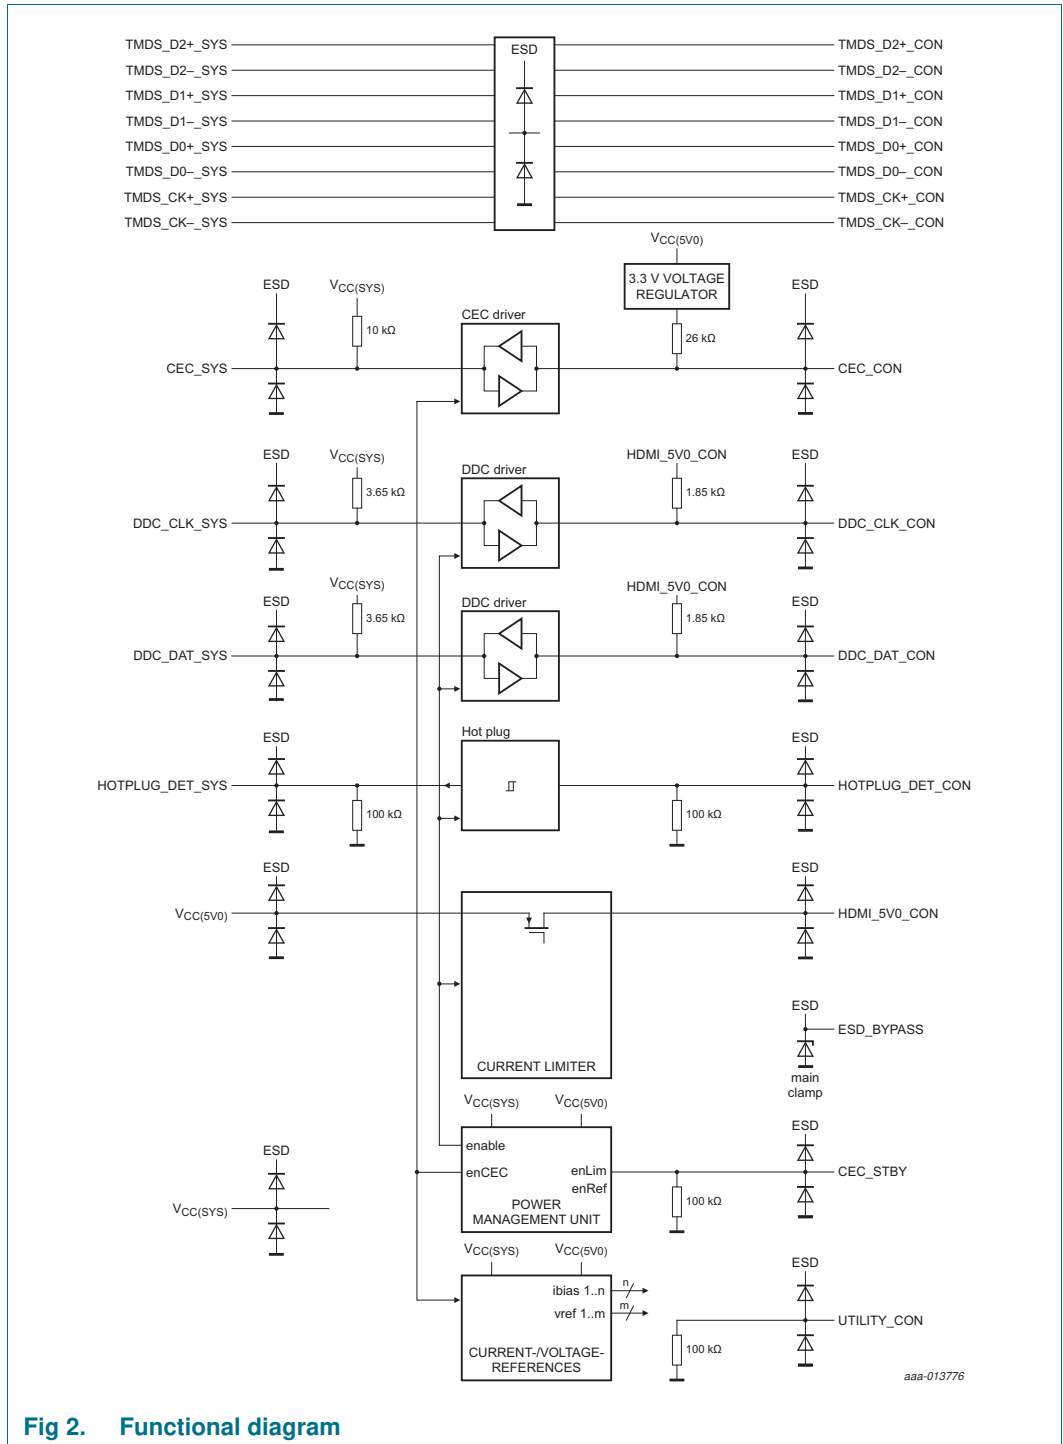 TMDS_D2+_SYS ESD TMDS_D2+_CON
TMDS_D2–_SYS TMDS_D2–_CON
TMDS_D1+_SYS TMDS_D1+_CON
TMDS_D1–_SYS TMDS_D1–_CON
TMDS_D0+_SYS TMDS_D0+_CON
TMDS_D0–_SYS TMDS_D0–_CON
TMDS_CK+_SYS TMDS_CK+_CON
TMDS_CK–_SYS TMDS_CK–_CON
VCC(5V0)
3.3 V VOLTAGE
REGULATOR
ESD VCC(SYS) ESD
CEC driver
10 kΩ 26 kΩ
CEC_SYS CEC_CON
ESD VCC(SYS) HDMI_5V0_CON ESD
DDC driver
3.65 kΩ 1.85 kΩ
DDC_CLK_SYS DDC_CLK_CON
VCC(SYS) HDMI_5V0_CON
ESD DDC driver ESD
3.65 kΩ 1.85 kΩ
DDC_DAT_SYS DDC_DAT_CON
ESD Hot plug ESD
HOTPLUG_DET_SYS HOTPLUG_DET_CON
100 kΩ 100 kΩ
ESD ESD
VCC(5V0) HDMI_5V0_CON
ESD
ESD_BYPASS
CURRENT LIMITER
main
clamp
VCC(SYS) VCC(5V0)
ESD
enable
ESD
enCEC enLim CEC_STBY
enRef
100 kΩ
POWER
MANAGEMENT UNIT
VCC(SYS)
VCC(SYS) VCC(5V0)
ESD
ibias 1..n n
vref 1..m m
UTILITY_CON
100 kΩ
CURRENT-/VOLTAGE-
REFERENCES
aaa-013776
Fig 2. Functional diagram